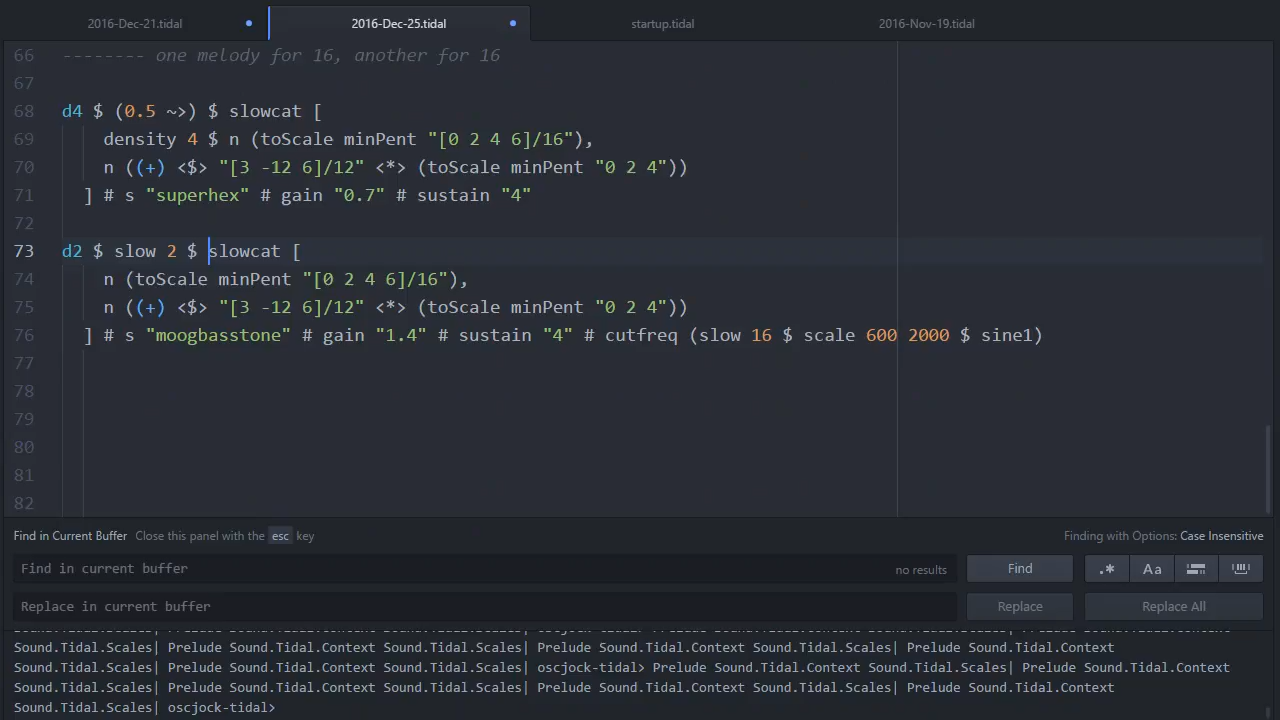 2016-Dec-21.tidal 2016-Dec-25.tidal startup.tidal 2016-Nov-19.tidal
66 -------- one melody for 16, another for 16
67
68 d4 $ (0.5 ~>) $ slowcat [
69 density 4 $ n (toScale minPent "[0 2 4 6]/16"),
70 n ((+) <$> "[3 -12 6]/12" <*> (toScale minPent "0 2 4"))
71 ] # s "superhex" # gain "0.7" # sustain "4"
72
73 d2 $ slow 2 $ slowcat [
74 n (toScale minPent "[0 2 4 6]/16"),
75 n ((+) <$> "[3 -12 6]/12" <*> (toScale minPent "0 2 4"))
76 ] # s "moogbasstone" # gain "1.4" # sustain "4" # cutfreq (slow 16 $ scale 600 2000 $ sine1)
77
78
79
80
81
82
Find in Current Buffer Close this panel with the esc key Finding with Options: Case Insensitive
Find in current buffer no results Find .* Aa
Replace in current buffer Replace Replace All
Sound.Tidal.Scales| Prelude Sound.Tidal.Context Sound.Tidal.Scales| Prelude Sound.Tidal.Context
Sound.Tidal.Scales| Prelude Sound.Tidal.Context Sound.Tidal.Scales| oscjock-tidal> Prelude Sound.Tidal.Context Sound.Tidal.Scales| Prelude Sound.Tidal.Context
Sound.Tidal.Scales| Prelude Sound.Tidal.Context Sound.Tidal.Scales| Prelude Sound.Tidal.Context
Sound.Tidal.Scales| oscjock-tidal>